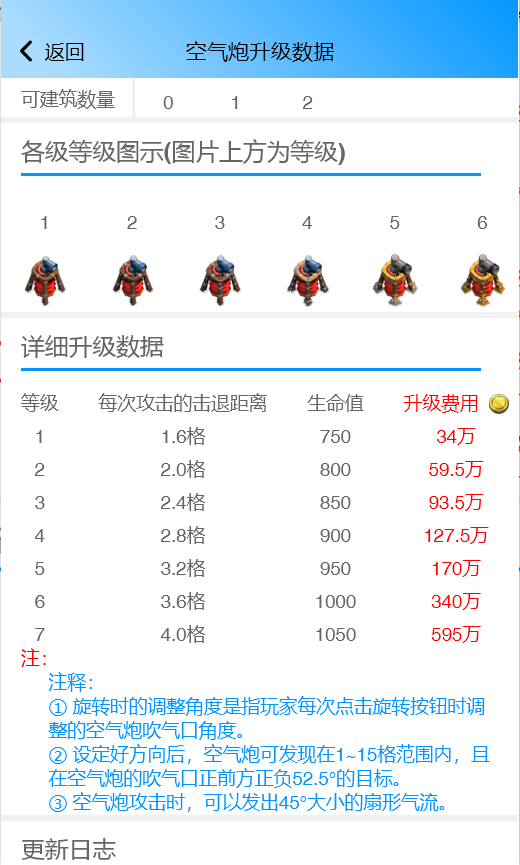 返回 空气炮升级数据
可建筑数量 0 1 2
各级等级图示(图片上方为等级)
1 2 3 4 5 6
详细升级数据
等级 每次攻击的击退距离 生命值 升级费用
1 1.6格 750 34万
2 2.0格 800 59.5万
3 2.4格 850 93.5万
4 2.8格 900 127.5万
5 3.2格 950 170万
6 3.6格 1000 340万
7 4.0格 1050 595万
注:
注释:
① 旋转时的调整角度是指玩家每次点击旋转按钮时调
整的空气炮吹气口角度。
② 设定好方向后，空气炮可发现在1~15格范围内，且
在空气炮的吹气口正前方正负52.5°的目标。
③ 空气炮攻击时，可以发出45°大小的扇形气流。
更新日志